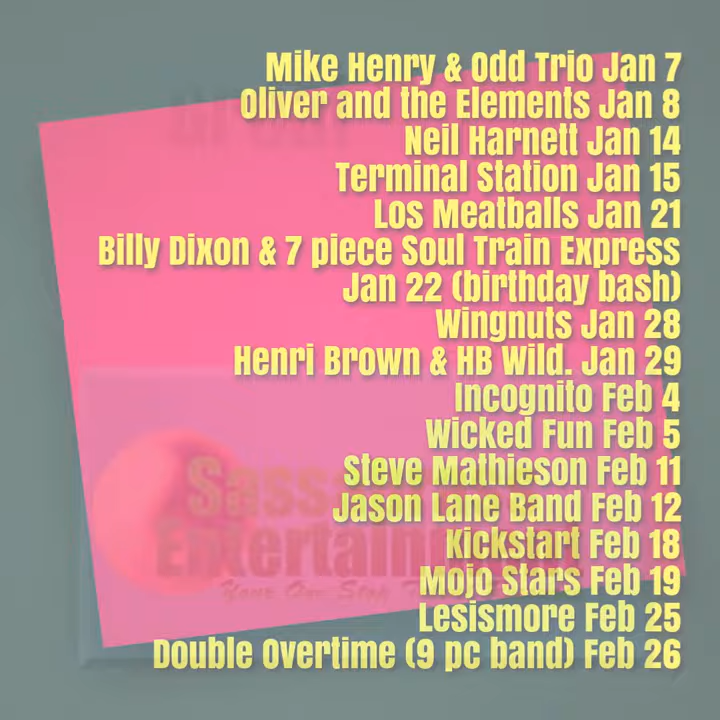 Mike Henry & Odd Trio Jan 7
Oliver and the Elements Jan 8
Neil Harnett Jan 14
Terminal Station Jan 15
Los Meatballs Jan 21
Billy Dixon & 7 piece Soul Train Express
Jan 22 (birthday bash)
Wingnuts Jan 28
Henri Brown & HB Wild. Jan 29
Incognito Feb 4
Wicked Fun Feb 5
Steve Mathieson Feb 11
Jason Lane Band Feb 12
Kickstart Feb 18
Mojo Stars Feb 19
Lesismore Feb 25
Double Overtime (9 pc band) Feb 26
Your One Stop